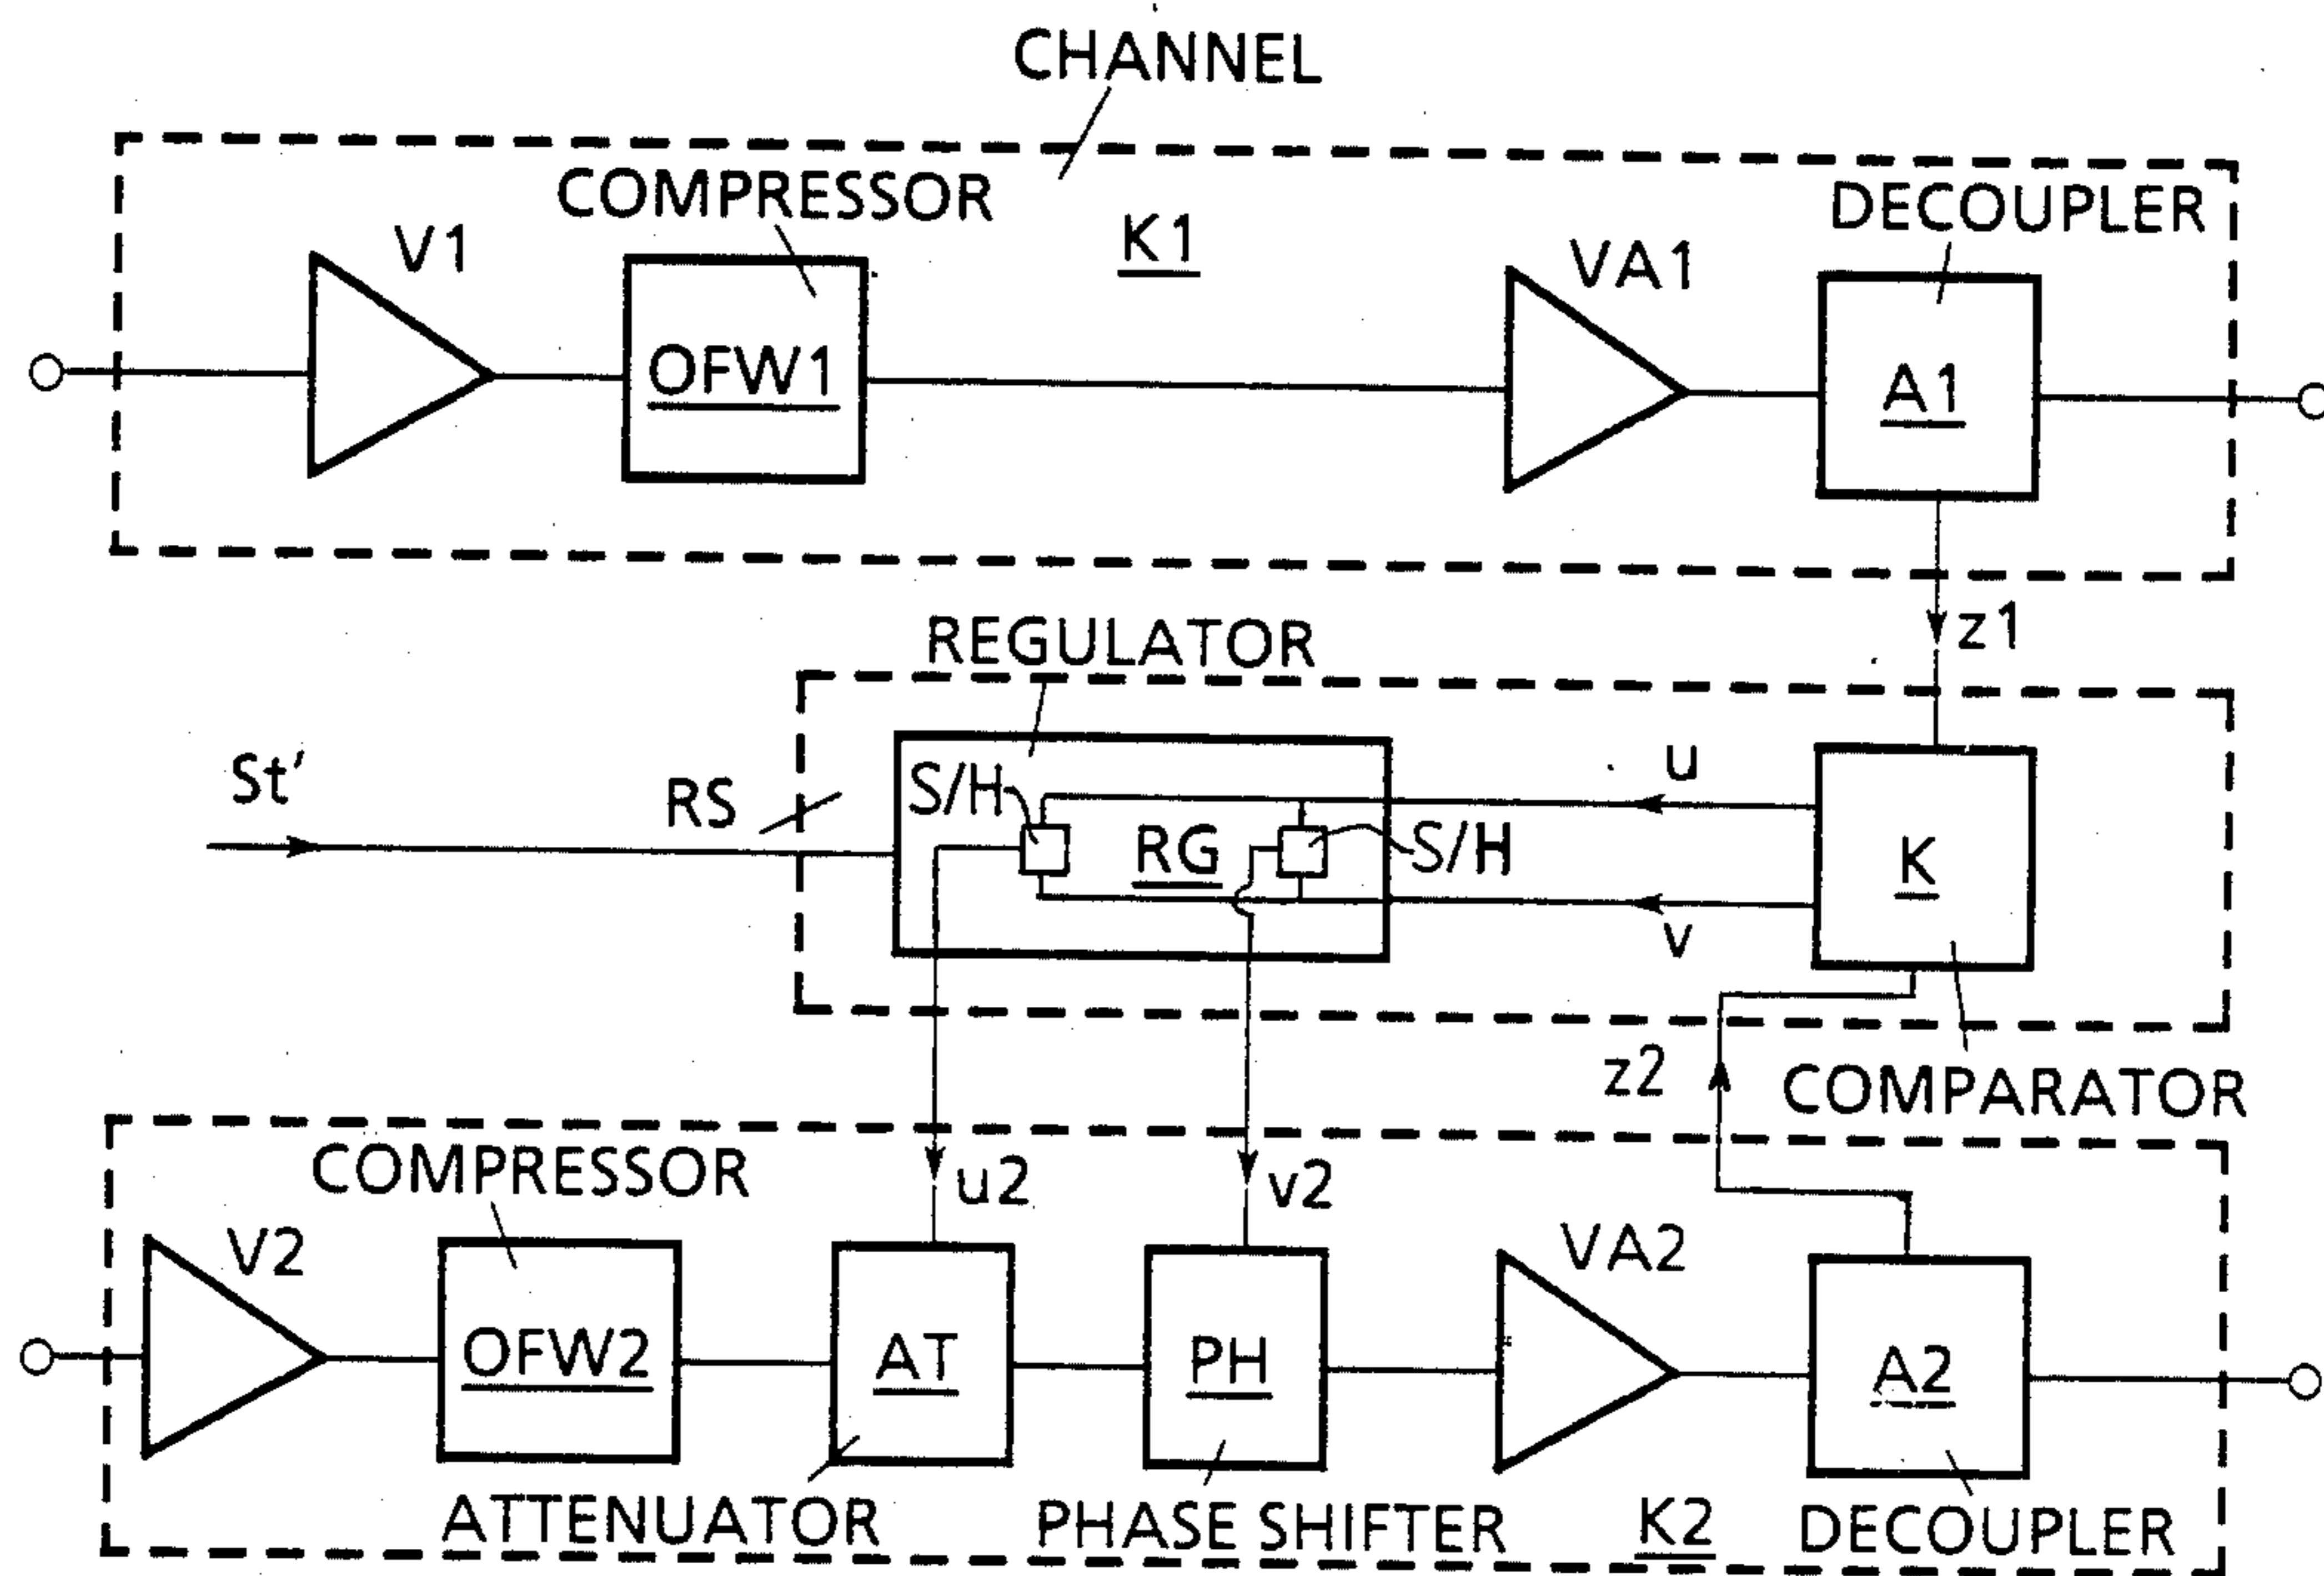 CHANNEL
COMPRESSOR
DECOUPLER
V1
K1
VA1
OFW1
A1
z1
REGULATOR
St'
RS
S/H
u
RG
S/H
K
v
z2
COMPARATOR
COMPRESSOR
u2
v2
V2
VA2
OFW2
AT
PH
A2
ATTENUATOR
PHASE SHIFTER
K2
DECOUPLER